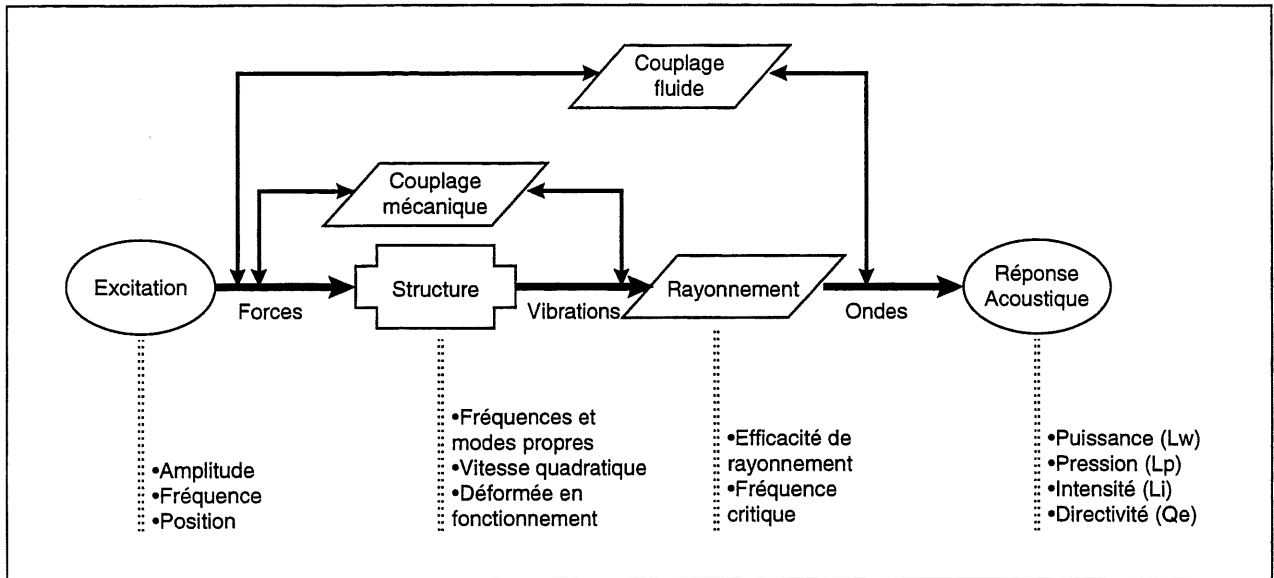 Couplage
fluide
Couplage
mécanique
Excitation
Forces
Structure
Vibrations
Rayonnement
Ondes
Réponse
Acoustique
•Amplitude
•Fréquence
•Position
•Fréquences et
modes propres
•Vitesse quadratique
•Déformée en
fonctionnement
•Efficacité de
rayonnement
•Fréquence
critique
•Puissance (Lw)
•Pression (Lp)
•Intensité (Li)
•Directivité (Qe)